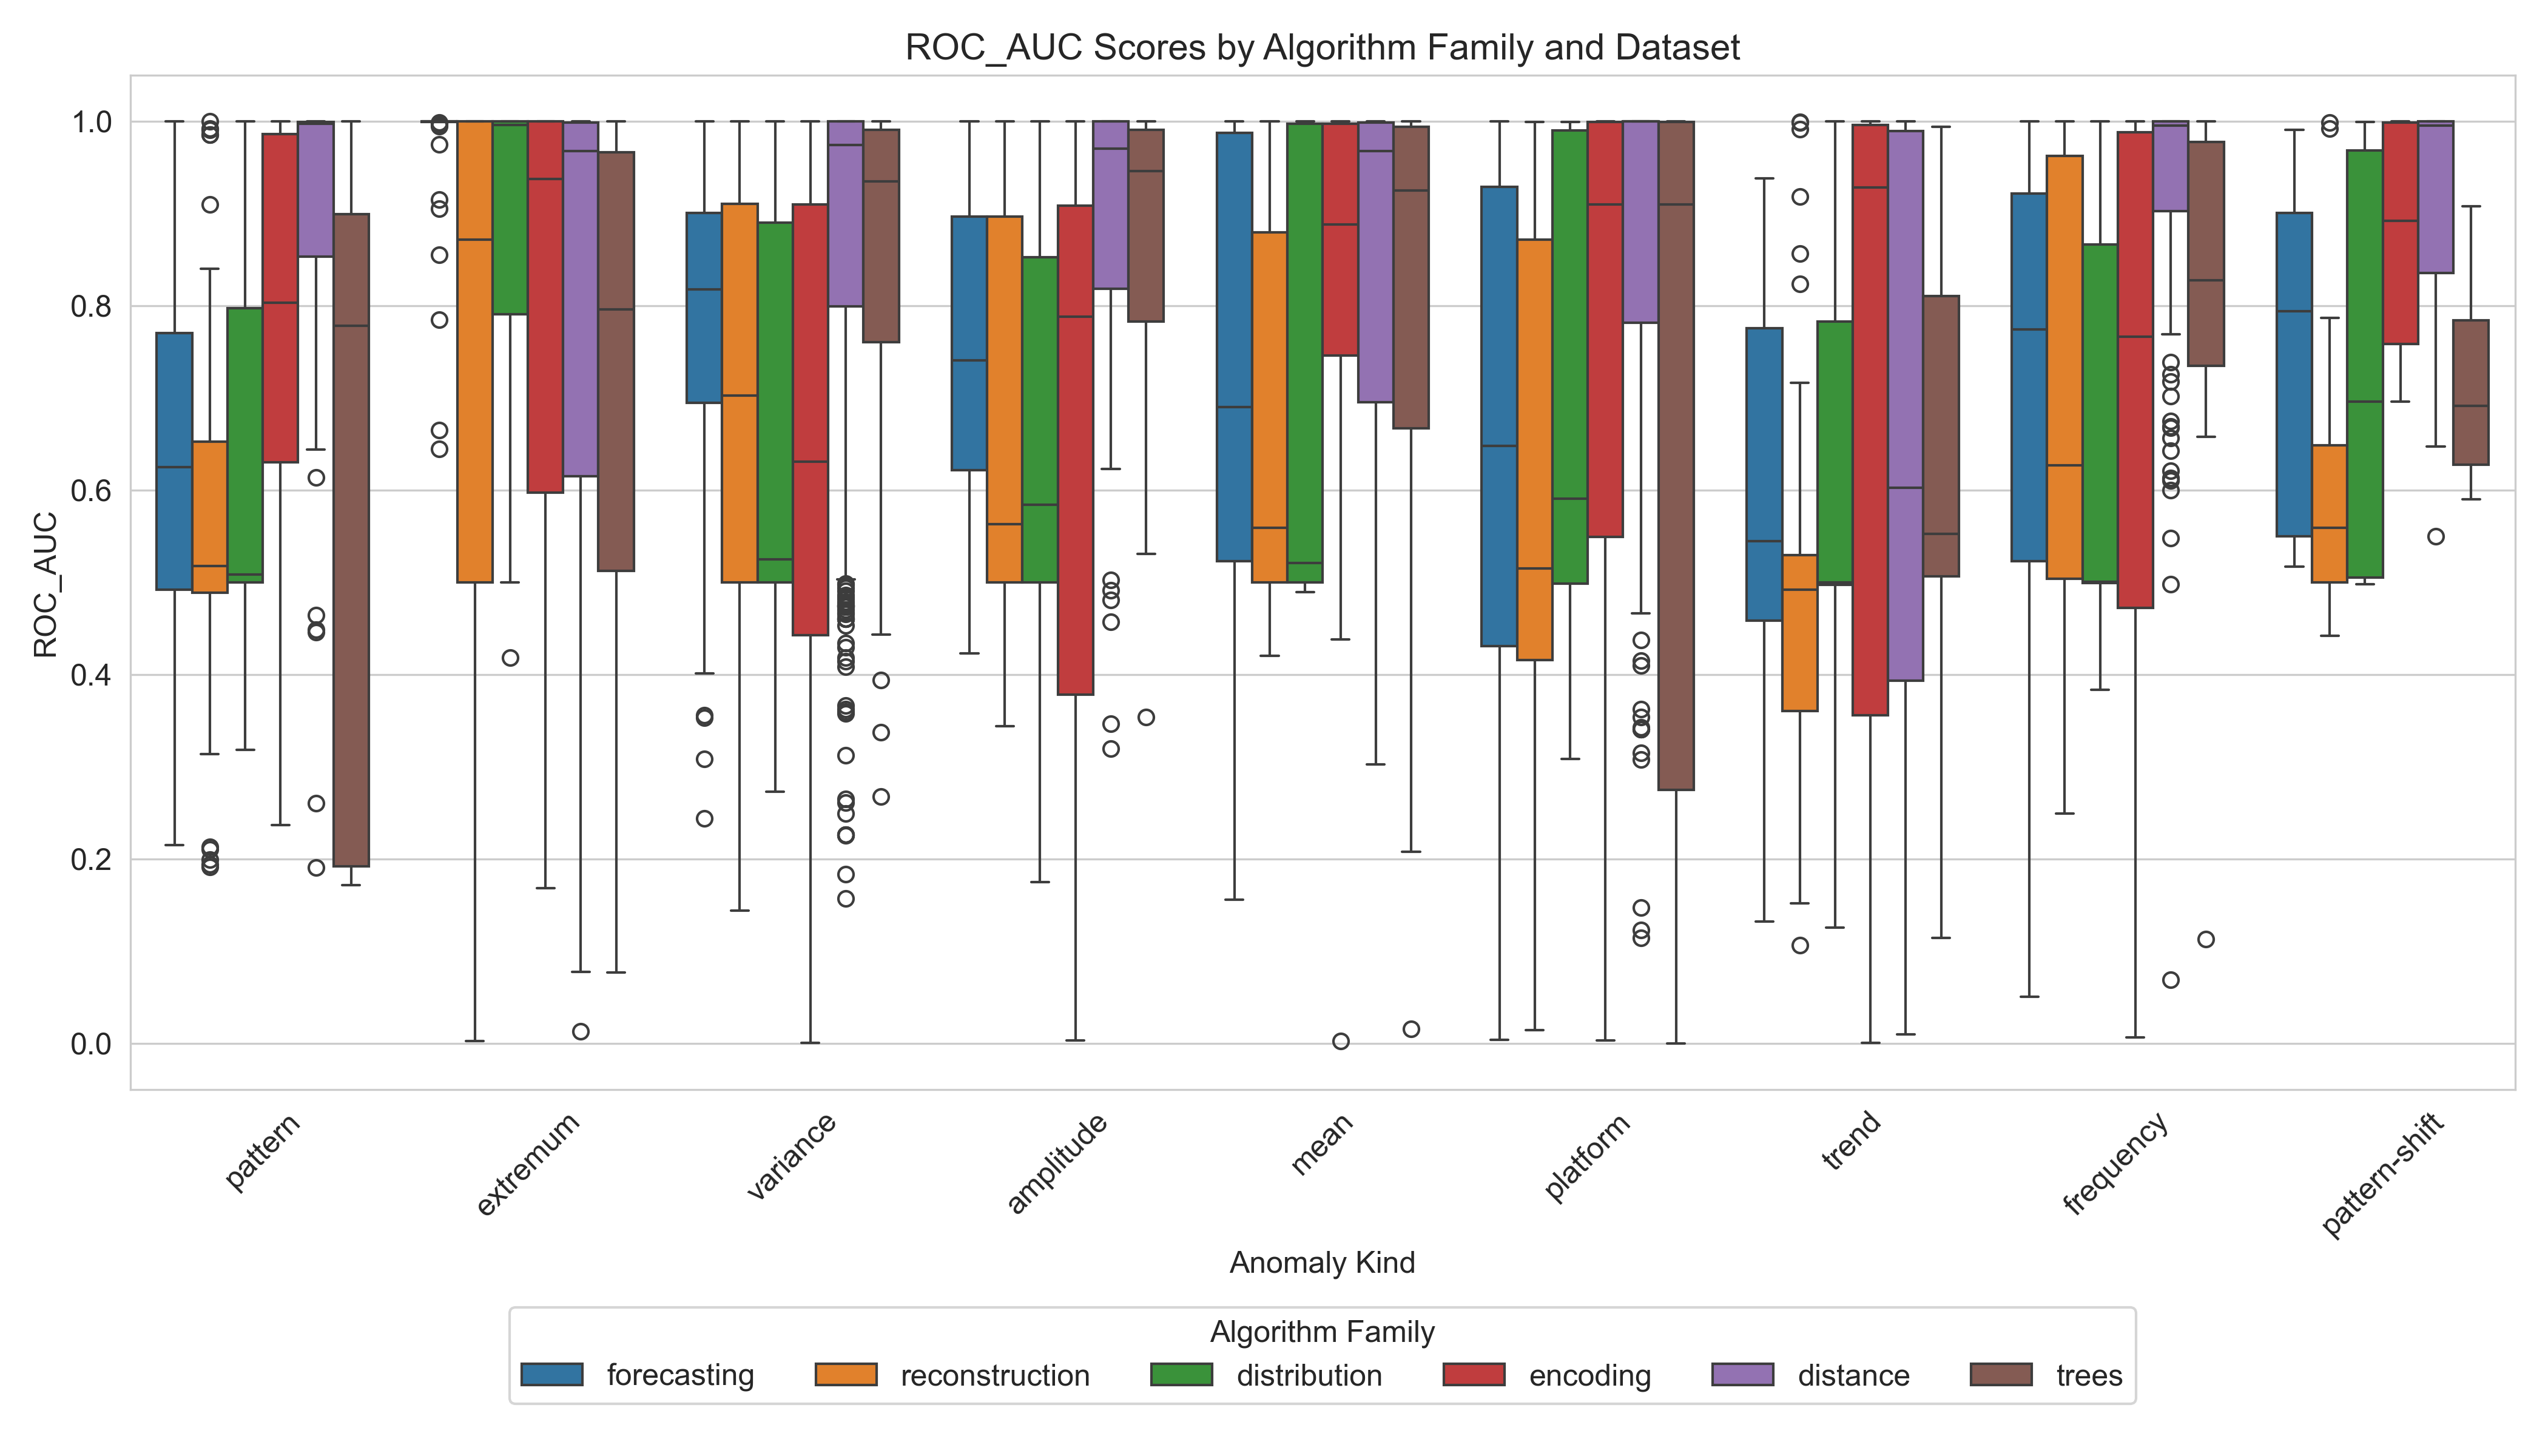 ROC_AUC Scores by Algorithm Family and Dataset
ROC_AUC
1.0
0.8
0.6
0.4
0.2
0.0
pattern
extremum
variance
amplitude
mean
platform
trend
frequency
pattern-shift
Anomaly Kind
Algorithm Family
forecasting reconstruction distribution encoding distance trees